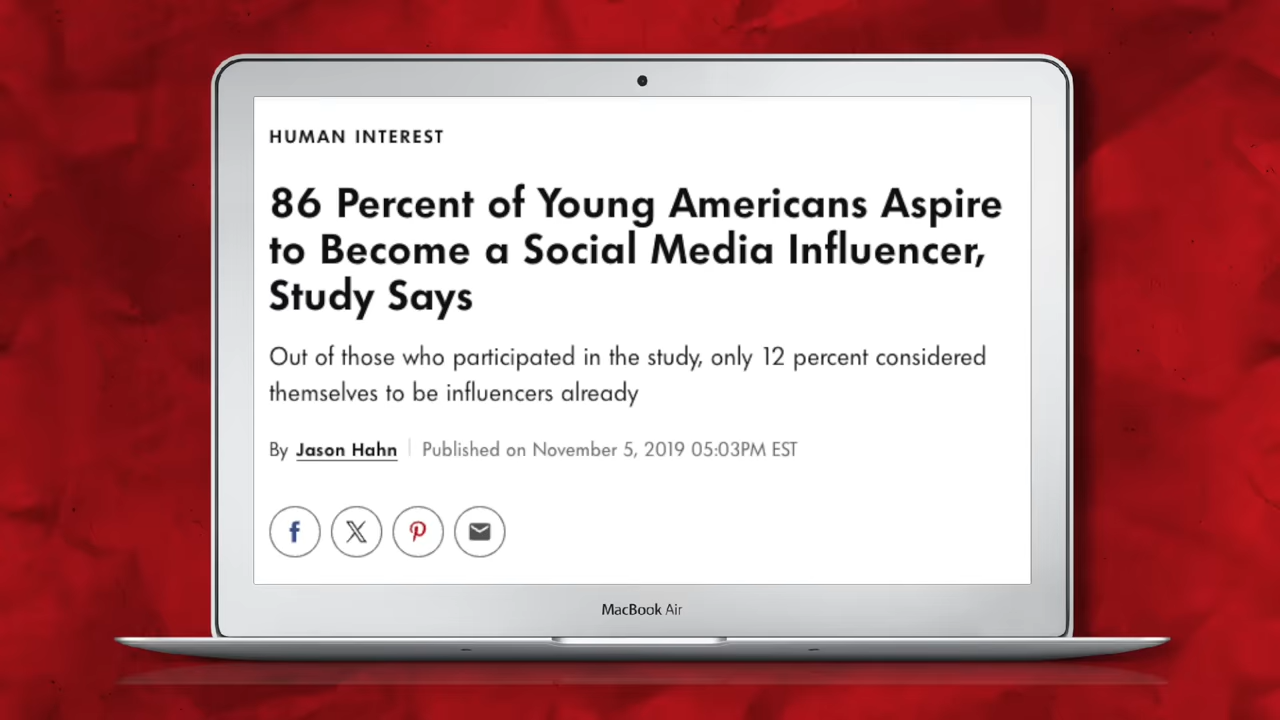 HUMAN INTEREST
86 Percent of Young Americans Aspire
to Become a Social Media Influencer,
Study Says
Out of those who participated in the study, only 12 percent considered
themselves to be influencers already
By Jason Hahn | Published on November 5, 2019 05:03PM EST
MacBook Air